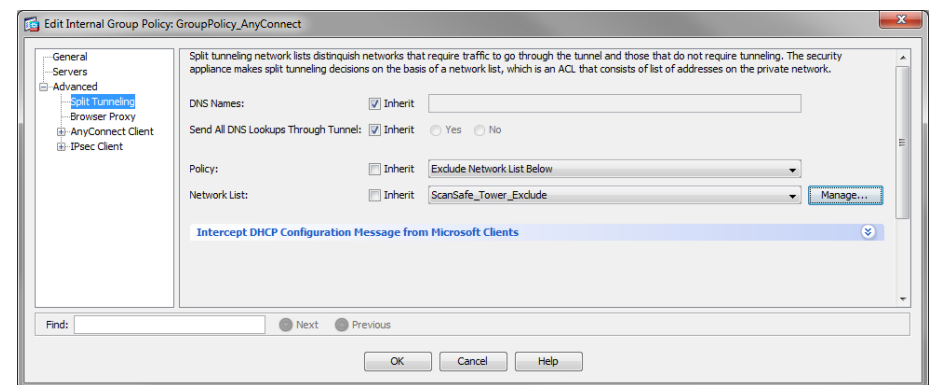 Edit Internal Group Policy: GroupPolicy_AnyConnect
General
Servers
Advanced
Split Tunneling
Browser Proxy
AnyConnect Client
IPsec Client
Split tunneling network lists distinguish networks that require traffic to go through the tunnel and those that do not require tunneling. The security
appliance makes split tunneling decisions on the basis of a network list, which is an ACL that consists of list of addresses on the private network.
DNS Names: Inherit
Send All DNS Lookups Through Tunnel: Inherit Yes No
Policy: Inherit Exclude Network List Below
Network List: Inherit ScanSafe_Tower_Exclude Manage...
Intercept DHCP Configuration Message from Microsoft Clients
Find: Next Previous
OK Cancel Help